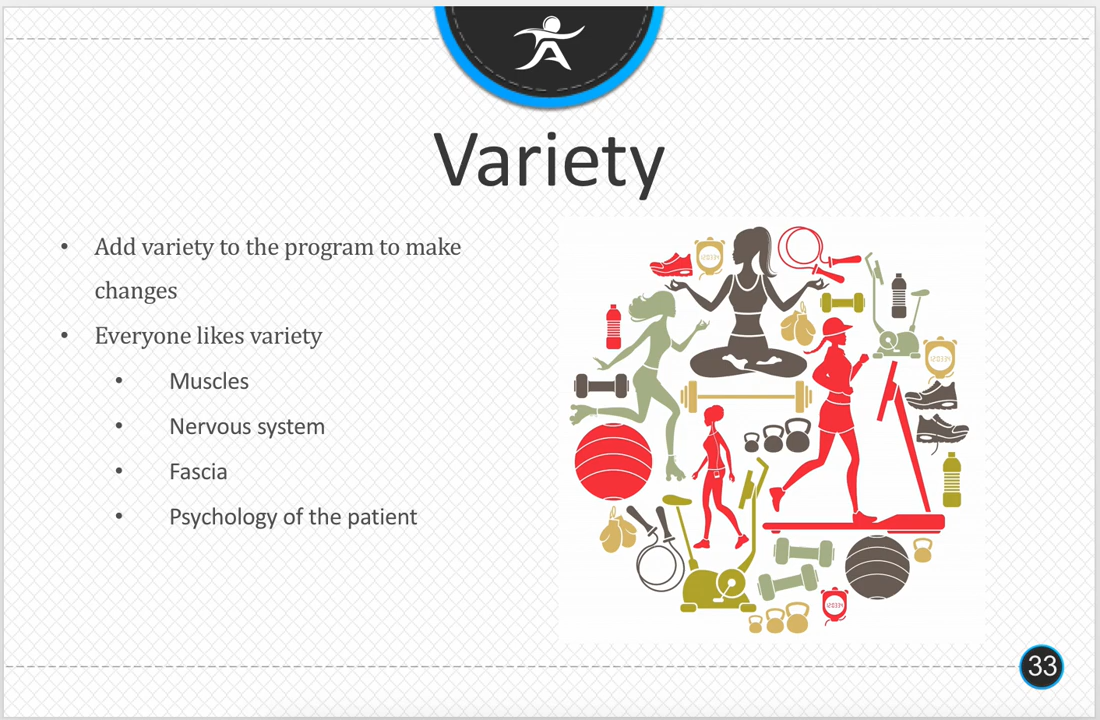 Variety
• Add variety to the program to make
changes
• Everyone likes variety
• Muscles
• Nervous system
• Fascia
• Psychology of the patient
33